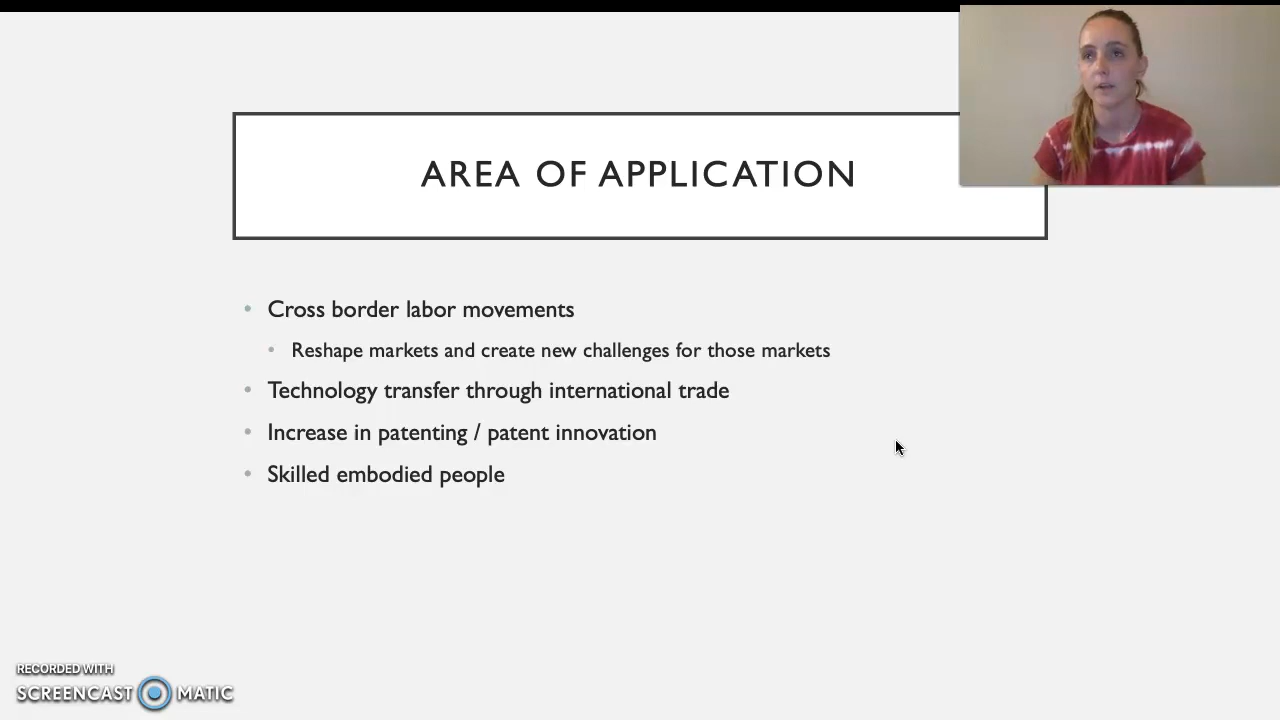 AREA OF APPLICATION
Cross border labor movements
Reshape markets and create new challenges for those markets
Technology transfer through international trade
Increase in patenting / patent innovation
Skilled embodied people
RECORDED WITH
SCREENCAST MATIC